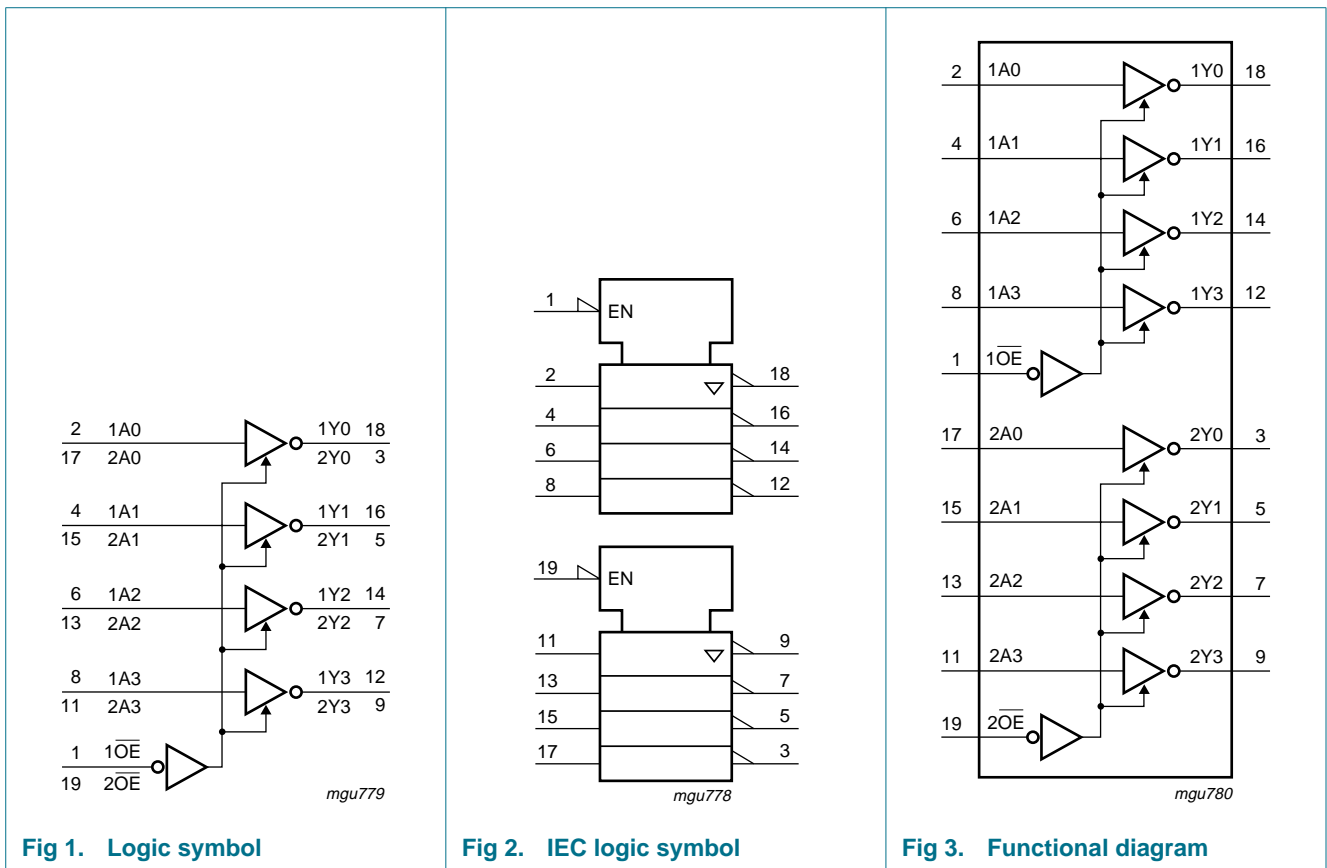 2 1A0 1Y0 18
17 2A0 2Y0 3
4 1A1 1Y1 16
15 2A1 2Y1 5
6 1A2 1Y2 14
13 2A2 2Y2 7
8 1A3 1Y3 12
11 2A3 2Y3 9
1 1O̅E̅
19 2O̅E̅
mgu779
Fig 1. Logic symbol
1 EN
2 18
4 16
6 14
8 12
19 EN
11 9
13 7
15 5
17 3
mgu778
Fig 2. IEC logic symbol
2 1A0 1Y0 18
4 1A1 1Y1 16
6 1A2 1Y2 14
8 1A3 1Y3 12
1 1O̅E̅
17 2A0 2Y0 3
15 2A1 2Y1 5
13 2A2 2Y2 7
11 2A3 2Y3 9
19 2O̅E̅
mgu780
Fig 3. Functional diagram